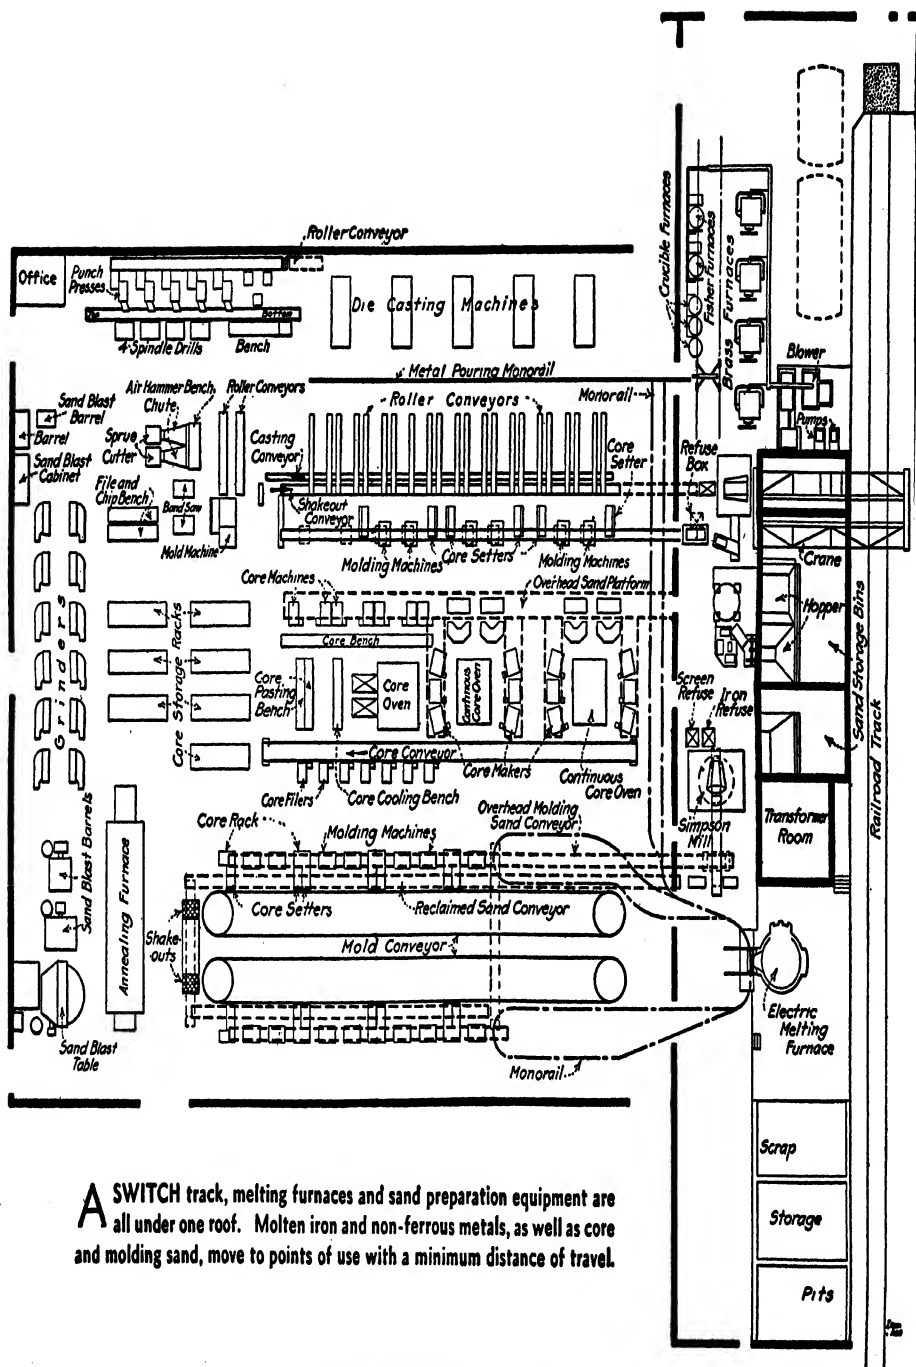 Roller Conveyor
Office
Punch
Presses
Die Casting Machines
Bottom
4-Spindle Drills
Bench
Crucible Furnaces
Fisher Furnaces
Brass Furnaces
Blower
Pumps
Metal Pouring Monorail
Monorail
Sand Blast
Barrel
Barrel
Sand Blast
Cabinet
Air Hammer Bench
Chute
Roller Conveyors
Sprue
Cutter
File and
Chip Bench
Band Saw
Mold Machine
Casting
Conveyor
Roller Conveyors
Core
Setter
Refuse
Box
Shakeout
Conveyor
Molding Machines
Core Setters
Molding Machines
Crane
Hopper
Sand Storage Bins
Railroad Track
Grinders
Core Storage Racks
Core Machines
Overhead Sand Platform
Core Bench
Core
Pasting
Bench
Core
Oven
Continuous
Core Oven
Screen
Refuse
Iron
Refuse
Core Conveyor
Core Makers
Continuous
Core Oven
Core Filers
Core Cooling Bench
Simpson
Mill
Transformer
Room
Core Rack
Molding Machines
Overhead Molding
Sand Conveyor
Sand Blast Barrels
Annealing Furnace
Core Setters
Reclaimed Sand Conveyor
Shake-
outs
Mold Conveyor
Electric
Melting
Furnace
Sand Blast
Table
Monorail
Scrap
Storage
Pits
A SWITCH track, melting furnaces and sand preparation equipment are
all under one roof. Molten iron and non-ferrous metals, as well as core
and molding sand, move to points of use with a minimum distance of travel.